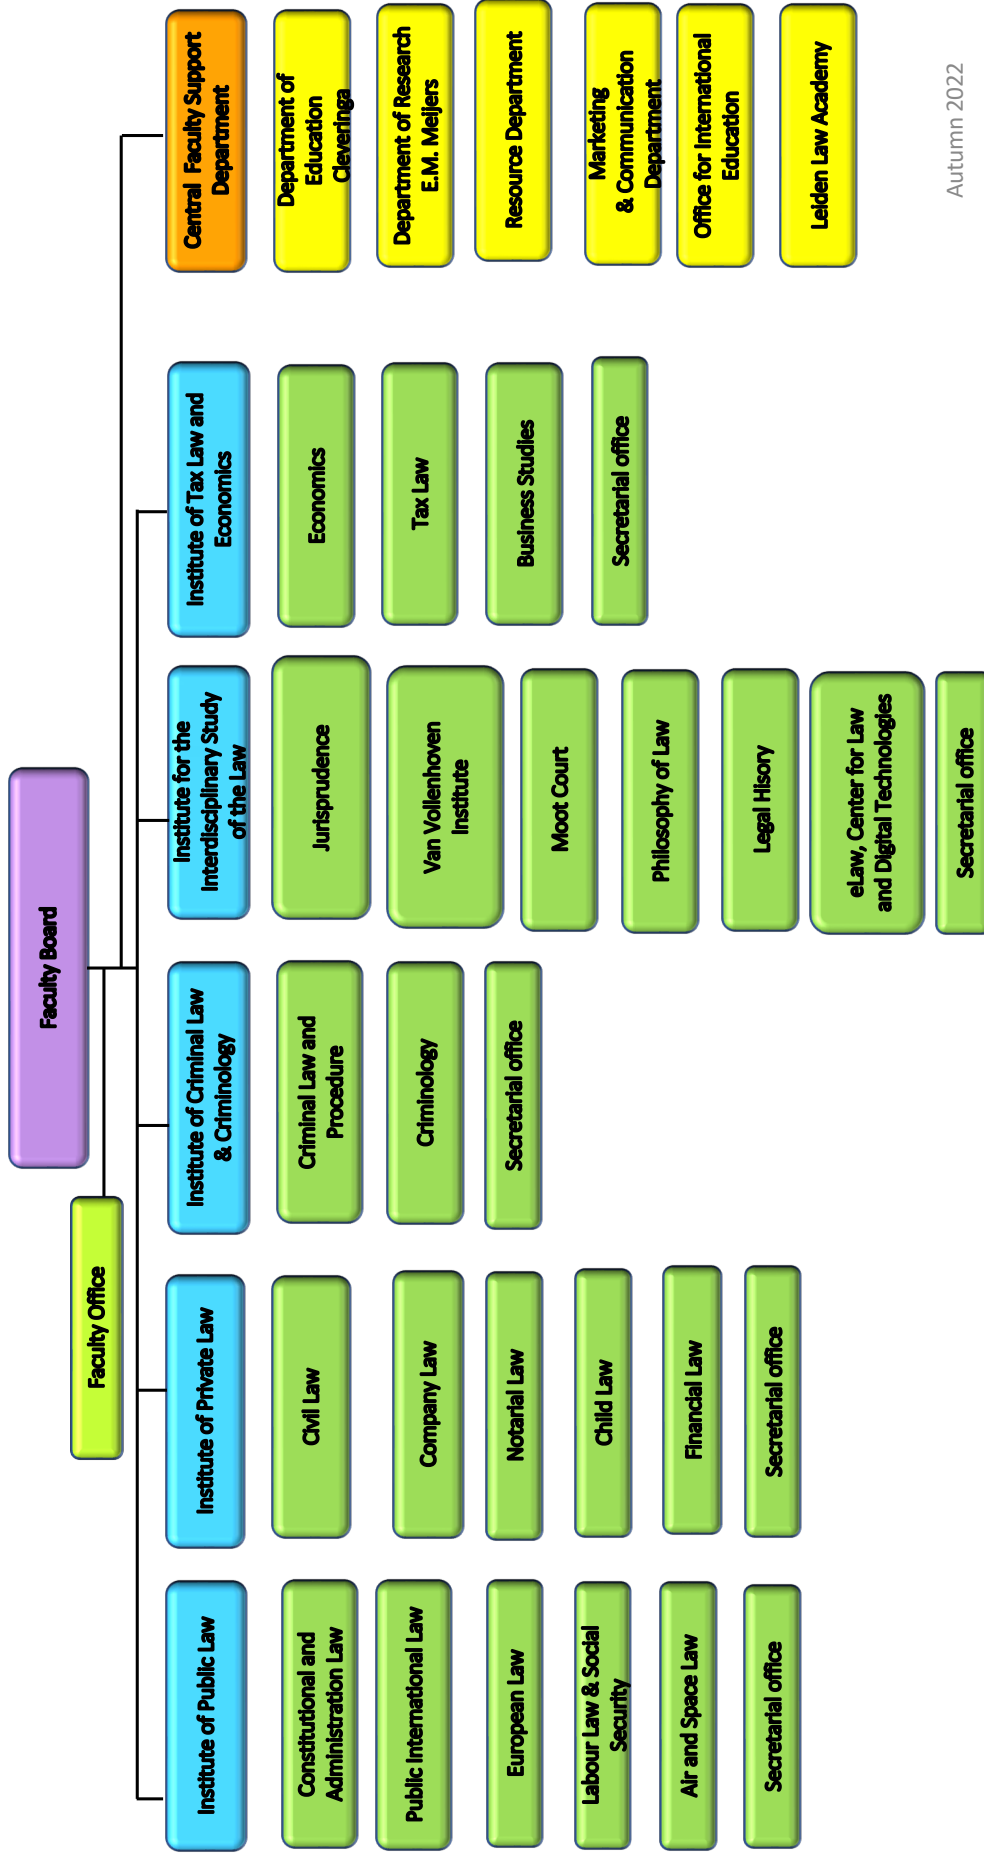 Faculty Board
Faculty Office
Institute of Public Law
Constitutional and
Administration Law
Public International Law
European Law
Labour Law & Social
Security
Air and Space Law
Secretarial office
Institute of Private Law
Civil Law
Company Law
Notarial Law
Child Law
Financial Law
Secretarial office
Institute of Criminal Law
& Criminology
Criminal Law and
Procedure
Criminology
Secretarial office
Institute for the
Interdisciplinary Study
of the Law
Jurisprudence
Van Vollenhoven
Institute
Moot Court
Philosophy of Law
Legal Hisory
eLaw, Center for Law
and Digital Technologies
Secretarial office
Institute of Tax Law and
Economics
Economics
Tax Law
Business Studies
Secretarial office
Central Faculty Support
Department
Department of
Education
Cleveringa
Department of Research
E.M. Meijers
Resource Department
Marketing
& Communication
Department
Office for International
Education
Leiden Law Academy
Autumn 2022